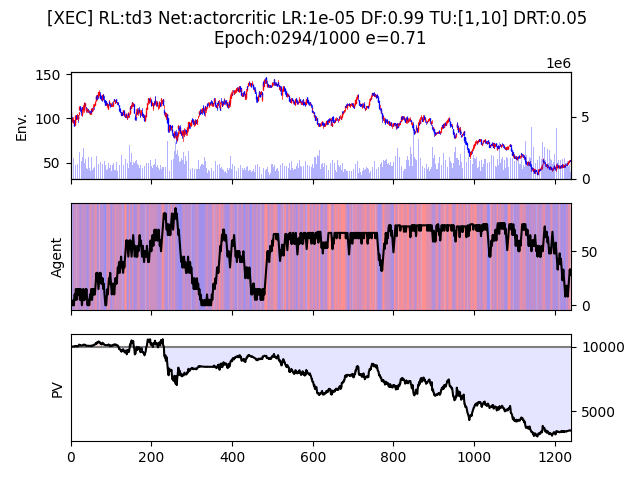 [XEC] RL:td3 Net:actorcritic LR:1e-05 DF:0.99 TU:[1,10] DRT:0.05
Epoch:0294/1000 e=0.71
1e6
150
100
50
Env.
5
0
Agent
50
0
PV
10000
5000
0
200
400
600
800
1000
1200